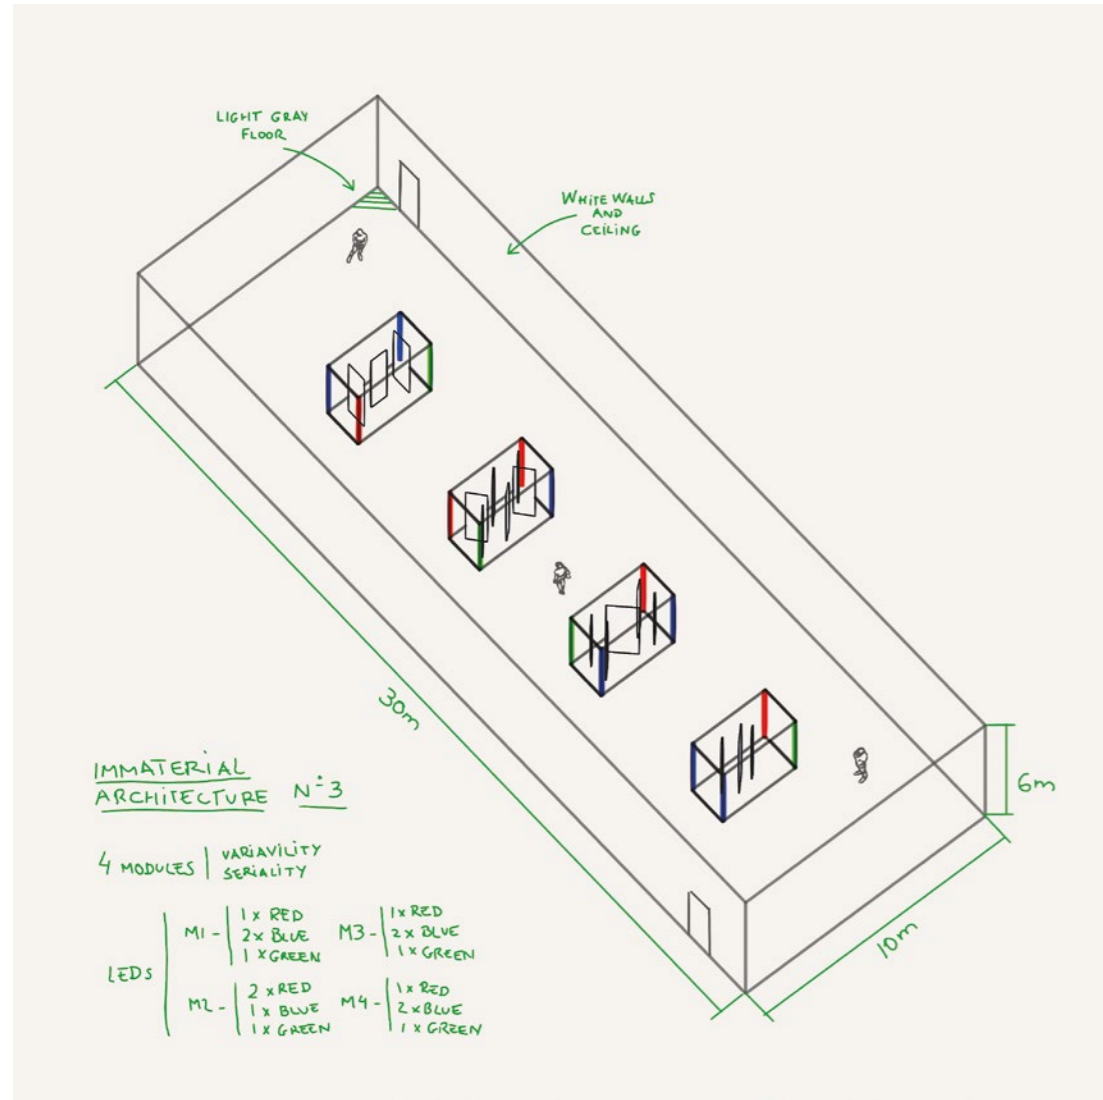 LIGHT GRAY
FLOOR
WHITE WALLS
AND
CEILING
30m
6m
10m
IMMATERIAL
ARCHITECTURE N°3
4 MODULES | VARIAVILITY
SERIALITY
LEDs
M1 - 1 x RED
2 x BLUE
1 x GREEN
M3 - 1 x RED
2 x BLUE
1 x GREEN
M2 - 2 x RED
1 x BLUE
1 x GREEN
M4 - 1 x RED
2 x BLUE
1 x GREEN